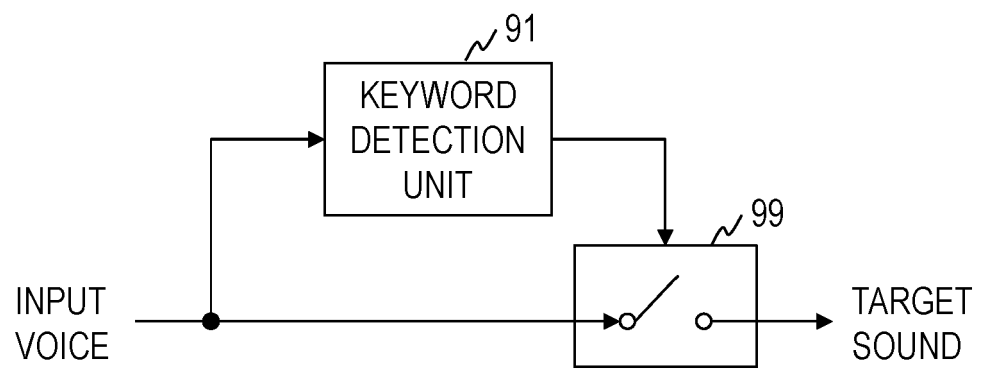 91
KEYWORD
DETECTION
UNIT
99
INPUT
VOICE
TARGET
SOUND